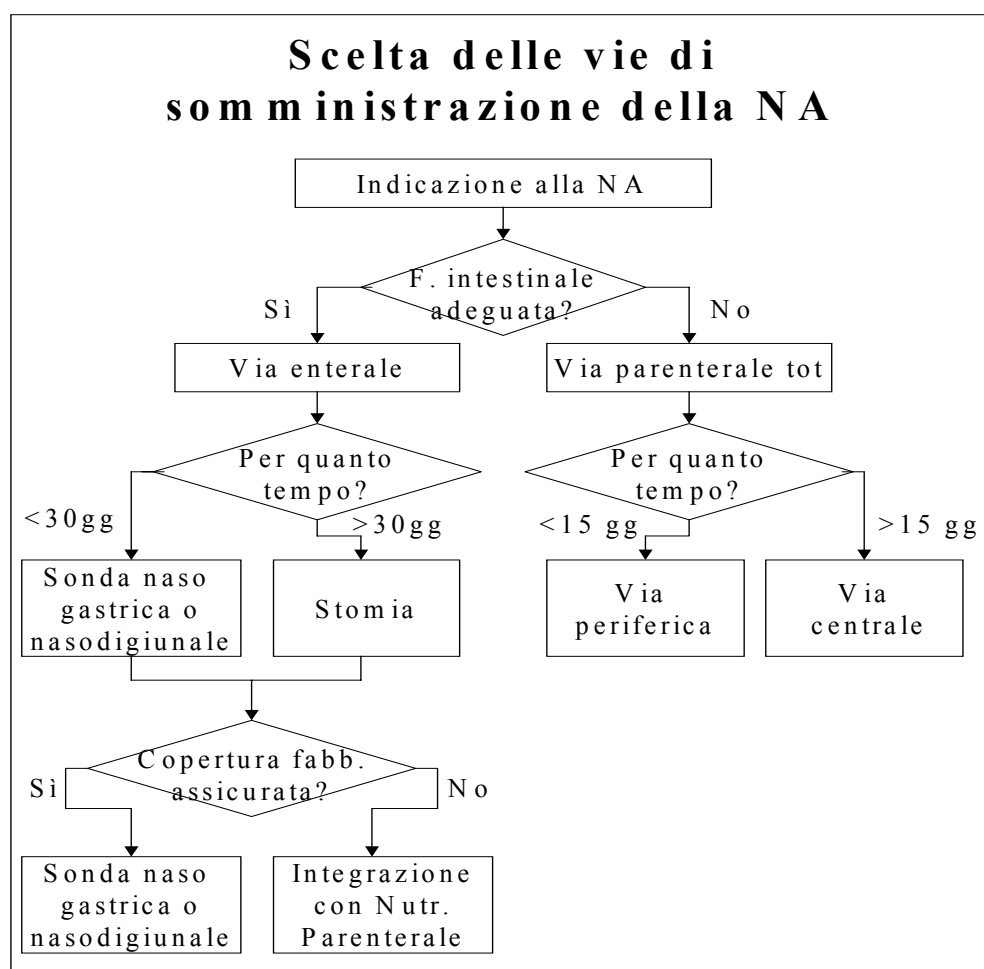 Scelta delle vie di
somministrazione della NA
Indicazione alla NA
F. intestinale
adeguata?
Sì
No
Via enterale
Via parenterale tot
Per quanto
tempo?
Per quanto
tempo?
<30gg
>30gg
<15 gg
>15 gg
Sonda naso
gastrica o
nasodigiunale
Stomia
Via
periferica
Via
centrale
Copertura fabb.
assicurata?
Sì
No
Sonda naso
gastrica o
nasodigiunale
Integrazione
con Nutr.
Parenterale